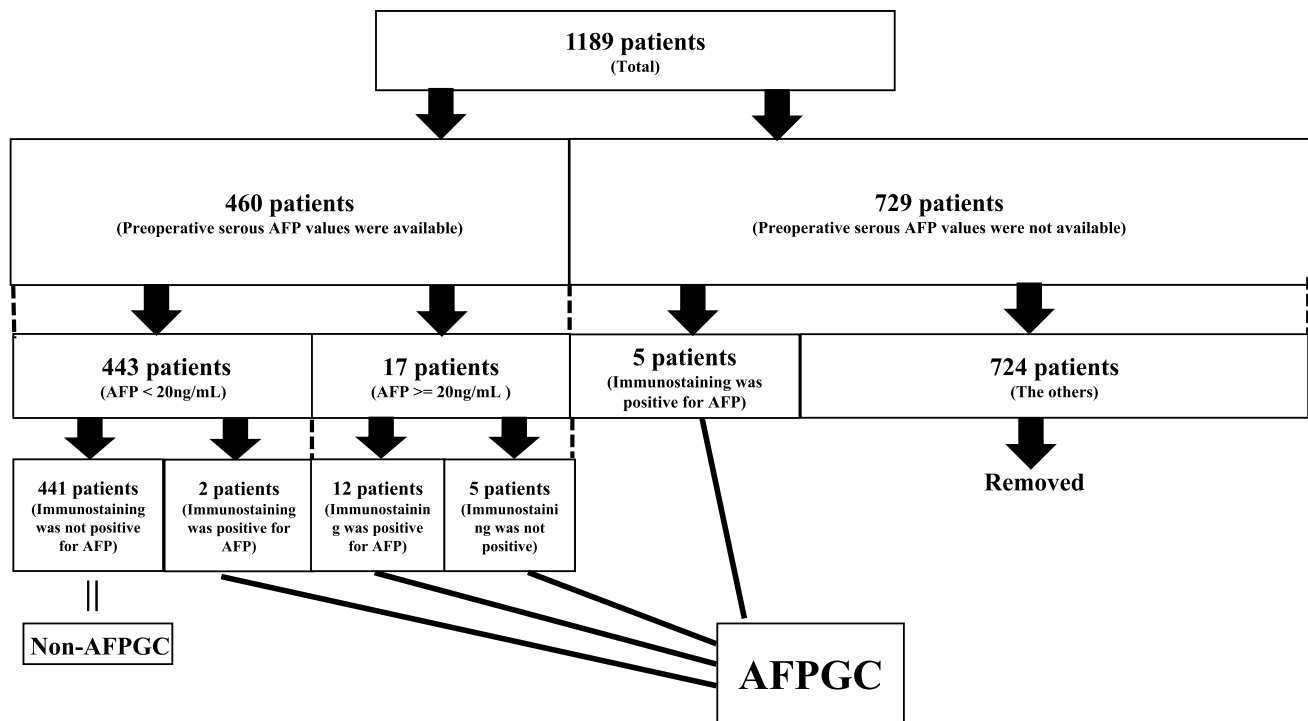 1189 patients
(Total)
460 patients
(Preoperative serous AFP values were available)
729 patients
(Preoperative serous AFP values were not available)
443 patients
(AFP < 20ng/mL)
17 patients
(AFP >= 20ng/mL )
5 patients
(Immunostaining was
positive for AFP)
724 patients
(The others)
441 patients
(Immunostaining
was not positive
for AFP)
2 patients
(Immunostaining
was positive for
AFP)
12 patients
(Immunostainin
g was positive
for AFP)
5 patients
(Immunostaini
ng was not
positive)
Removed
Non-AFPGC
AFPGC